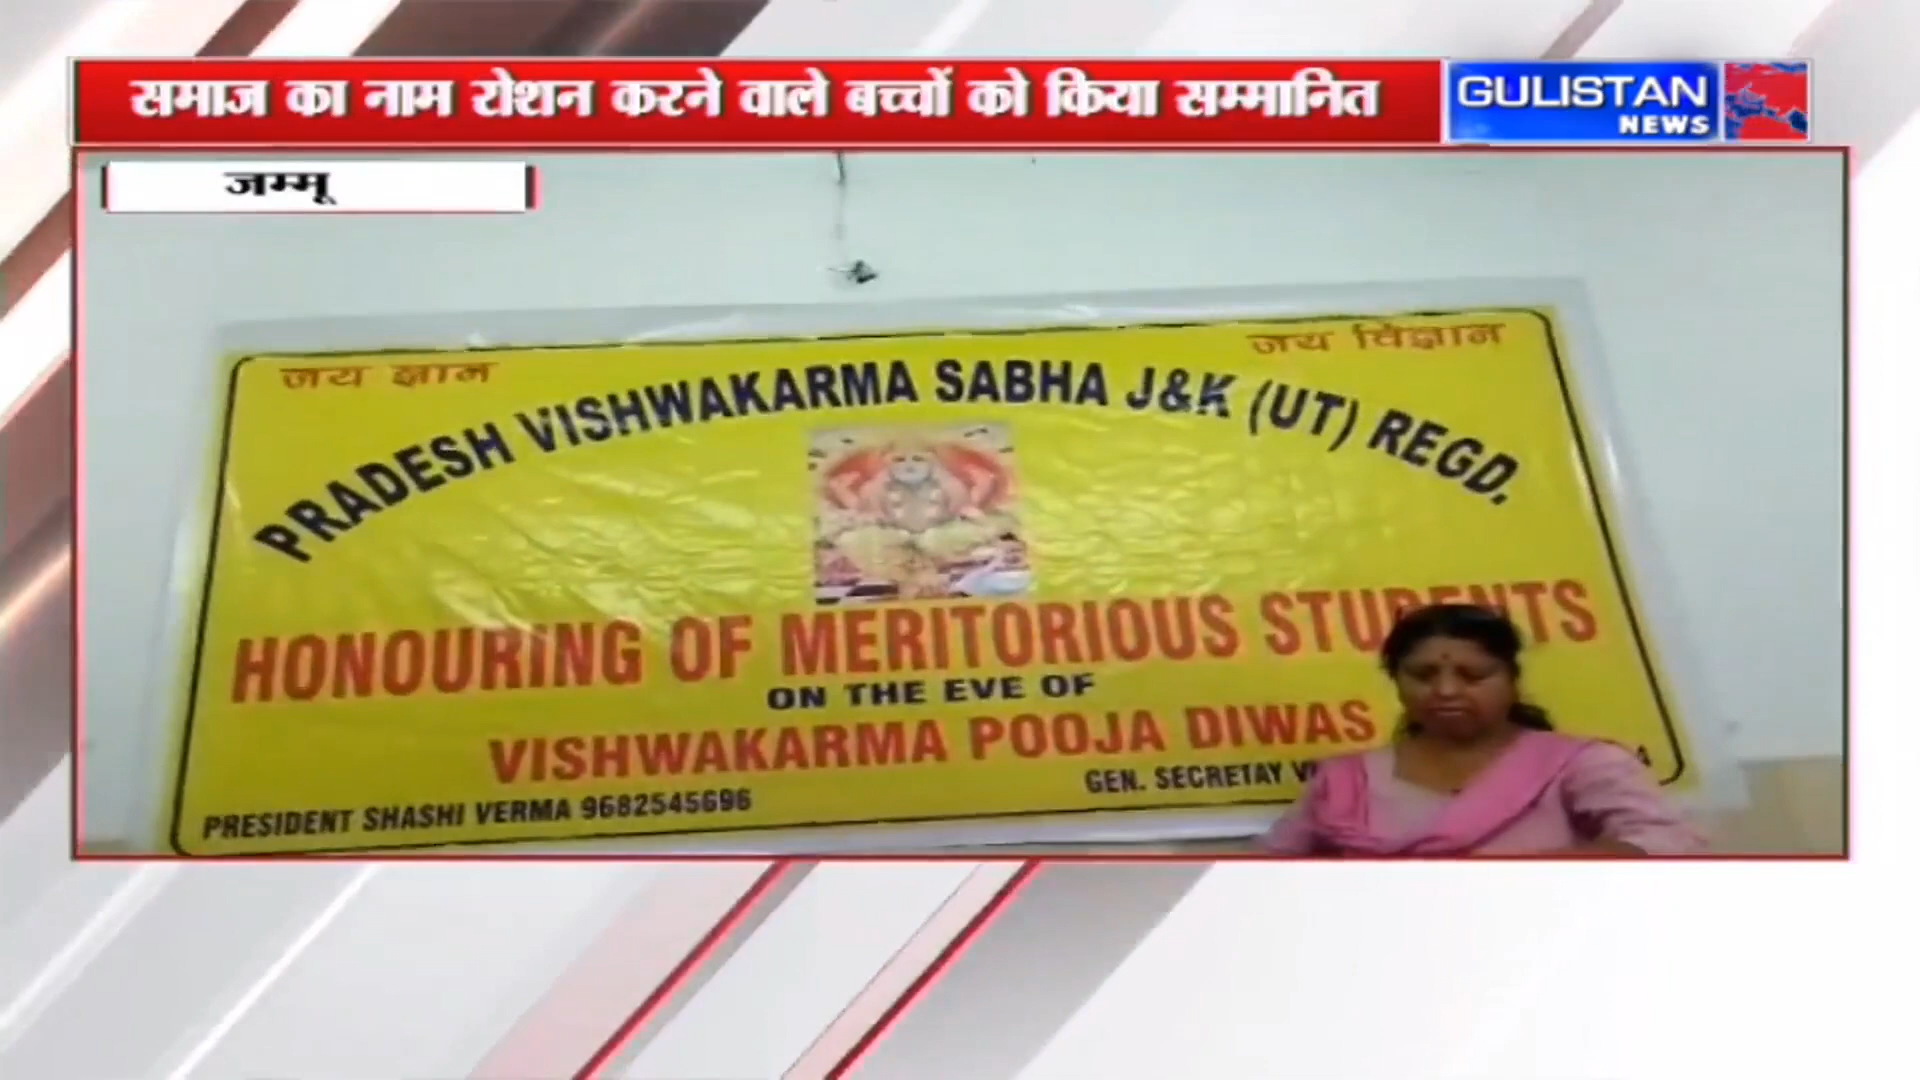 समाज का नाम रोशन करने वाले बच्चों को किया सम्मानित
GULISTAN
NEWS
जम्मू
जय ज्ञान
जय विज्ञान
PRADESH VISHWAKARMA SABHA J&K (UT) REGD.
HONOURING OF MERITORIOUS STUDENTS
ON THE EVE OF
VISHWAKARMA POOJA DIWAS
PRESIDENT SHASHI VERMA 9682545696
GEN. SECRETAY